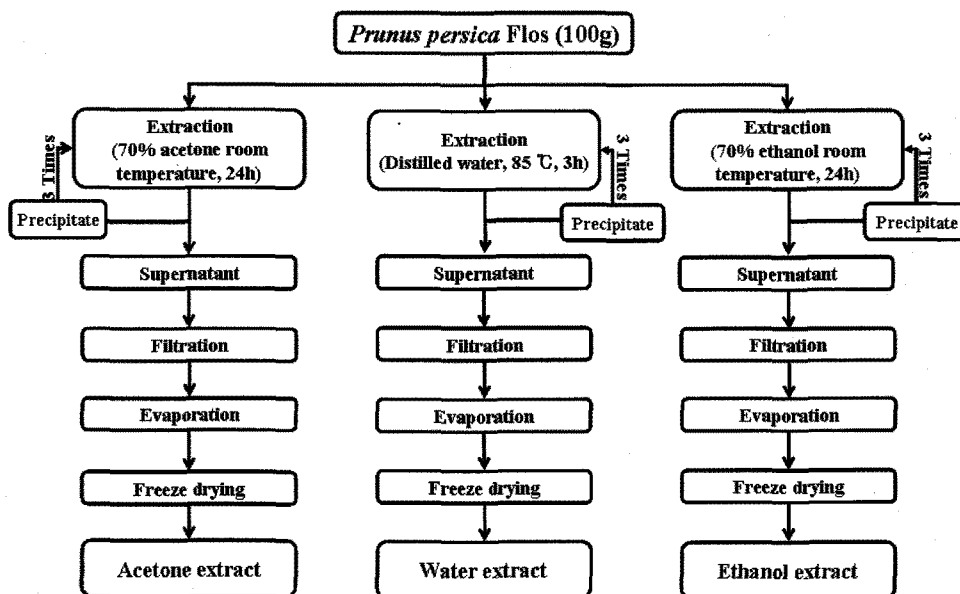 Prunus persica Flos (100g)
Extraction
(70% acetone room
temperature, 24h)
3 Times
Precipitate
Supernatant
Filtration
Evaporation
Freeze drying
Acetone extract
Extraction
(Distilled water, 85 ℃, 3h)
3 Times
Precipitate
Supernatant
Filtration
Evaporation
Freeze drying
Water extract
Extraction
(70% ethanol room
temperature, 24h)
3 Times
Precipitate
Supernatant
Filtration
Evaporation
Freeze drying
Ethanol extract